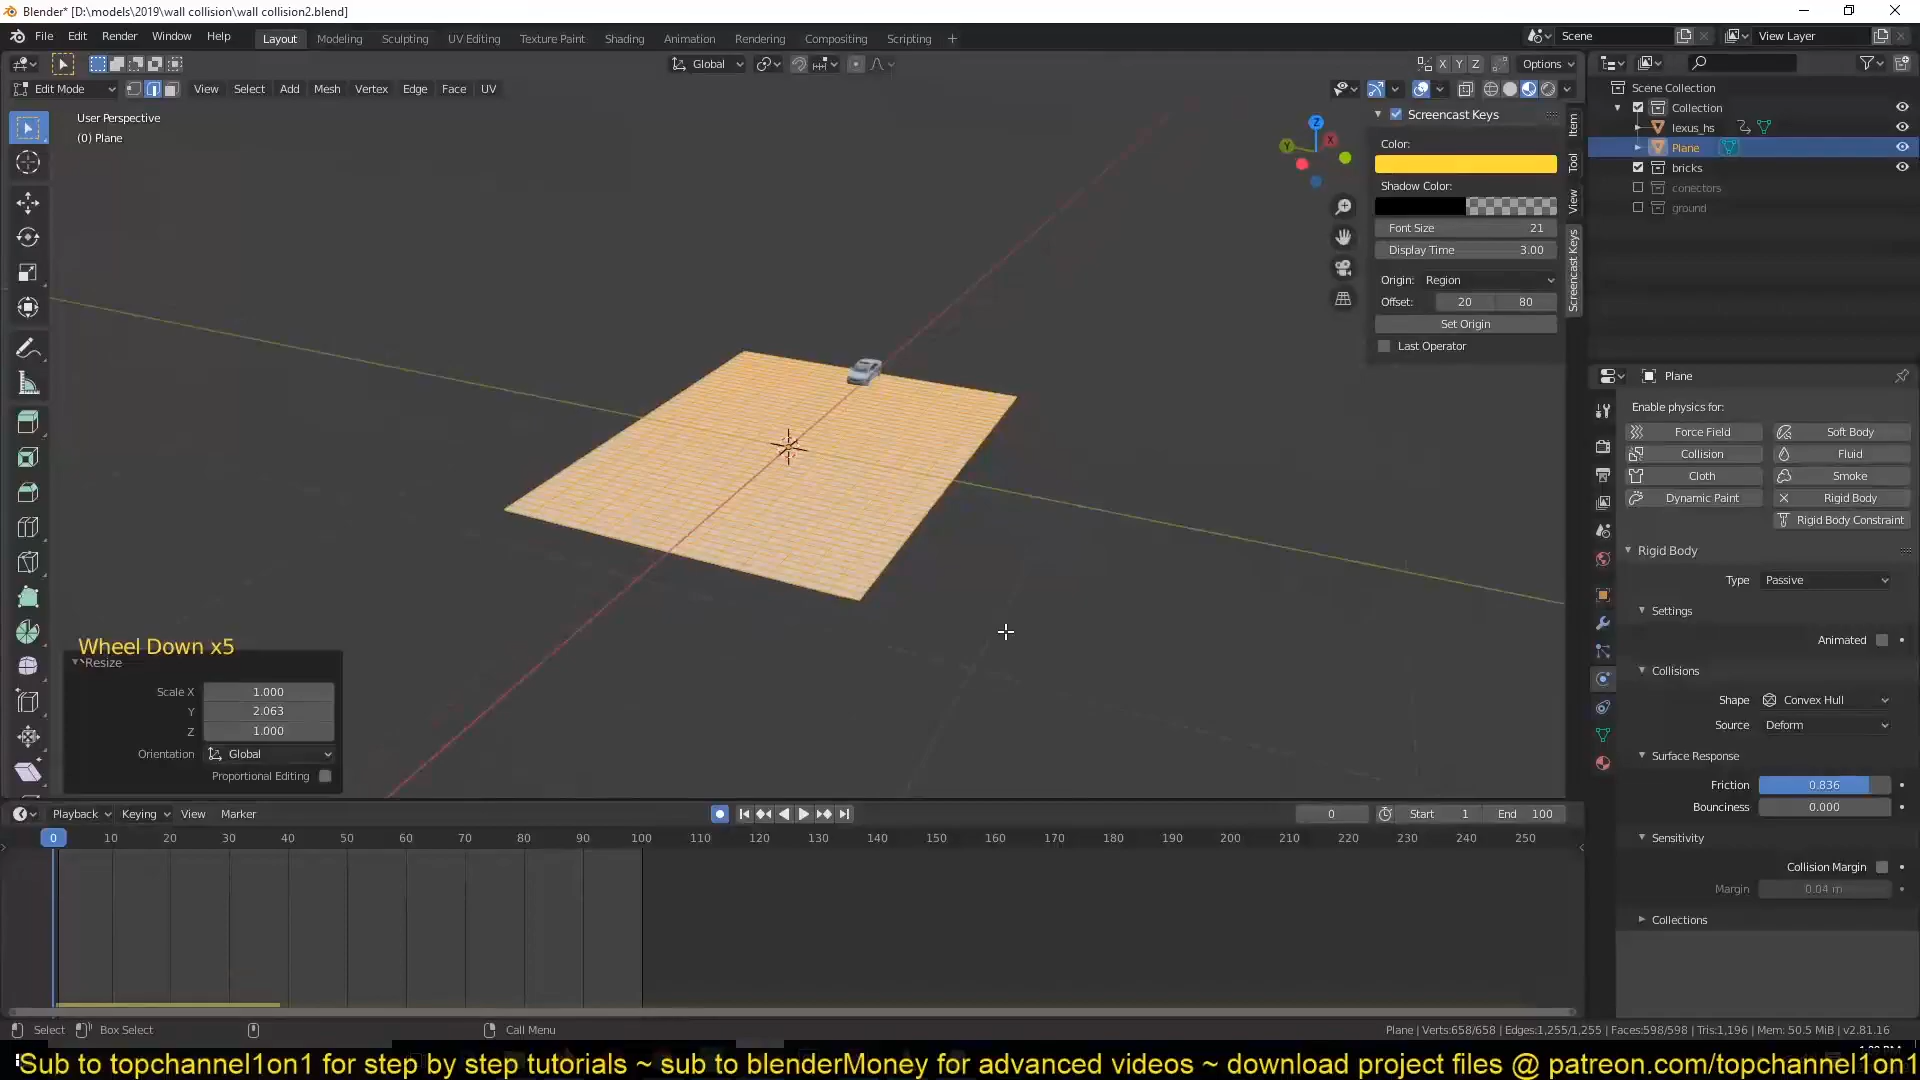 Blender* [D:\models\2019\wall collision\wall collision2.blend]
File Edit Render Window Help
Layout Modeling Sculpting UV Editing Texture Paint Shading Animation Rendering Compositing Scripting
Scene
View Layer
Global
X Y Z
Options
Edit Mode
View Select Add Mesh Vertex Edge Face UV
User Perspective
(0) Plane
Z
Y
X
Screencast Keys
Color:
Shadow Color:
Font Size 21
Display Time 3.00
Origin: Region
Offset: 20 80
Set Origin
Last Operator
Item
Tool
View
Screencast Keys
Scene Collection
Collection
lexus_hs
Plane
bricks
conectors
ground
Plane
Enable physics for:
Force Field Soft Body
Collision Fluid
Cloth Smoke
Dynamic Paint Rigid Body
Rigid Body Constraint
Rigid Body
Type Passive
Settings
Animated
Collisions
Shape Convex Hull
Source Deform
Surface Response
Friction 0.836
Bounciness 0.000
Sensitivity
Collision Margin
Margin 0.04 m
Collections
Wheel Down x5
Resize
Scale X 1.000
Y 2.063
Z 1.000
Orientation Global
Proportional Editing
Playback Keying View Marker
0
Start 1
End 100
0 10 20 30 40 50 60 70 80 90 100 110 120 130 140 150 160 170 180 190 200 210 220 230 240 250
Select Box Select Call Menu
Plane | Verts:658/658 | Edges:1,255/1,255 | Faces:598/598 | Tris:1,196 | Mem: 50.5 MiB | v2.81.16
Sub to topchannel1on1 for step by step tutorials ~ sub to blenderMoney for advanced videos ~ download project files @ patreon.com/topchannel1on1